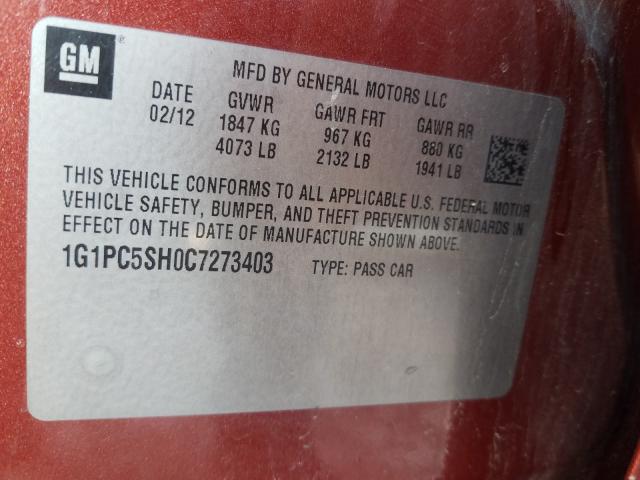 GM
MFD BY GENERAL MOTORS LLC
DATE GVWR GAWR FRT GAWR RR
02/12 1847 KG 967 KG 880 KG
4073 LB 2132 LB 1941 LB
THIS VEHICLE CONFORMS TO ALL APPLICABLE U.S. FEDERAL MOTOR
VEHICLE SAFETY, BUMPER, AND THEFT PREVENTION STANDARDS IN
EFFECT ON THE DATE OF MANUFACTURE SHOWN ABOVE.
1G1PC5SH0C7273403 TYPE: PASS CAR